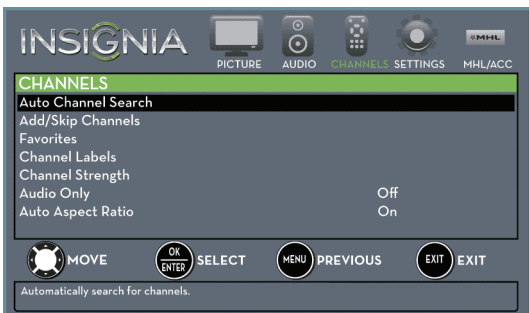 INSIGNIA
PICTURE AUDIO CHANNELS SETTINGS MHL MHL/ACC
CHANNELS
Auto Channel Search
Add/Skip Channels
Favorites
Channel Labels
Channel Strength
Audio Only Off
Auto Aspect Ratio On
MOVE OK ENTER SELECT MENU PREVIOUS EXIT EXIT
Automatically search for channels.